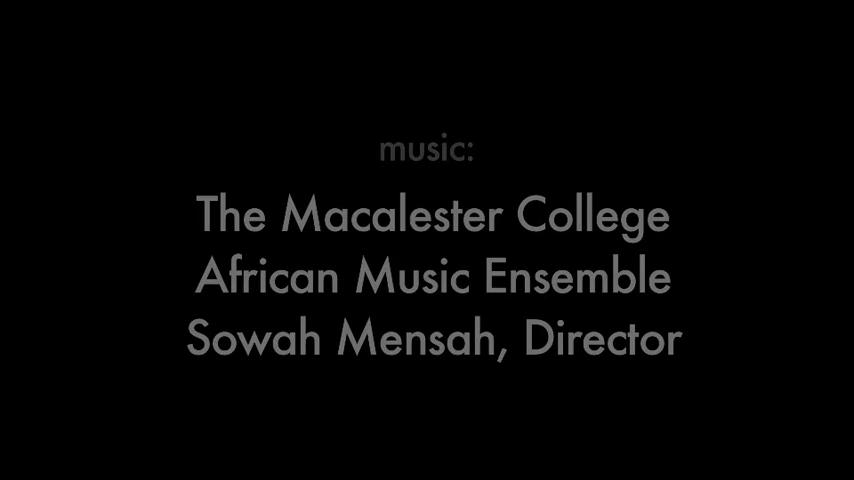 music:
The Macalester College
African Music Ensemble
Sowah Mensah, Director